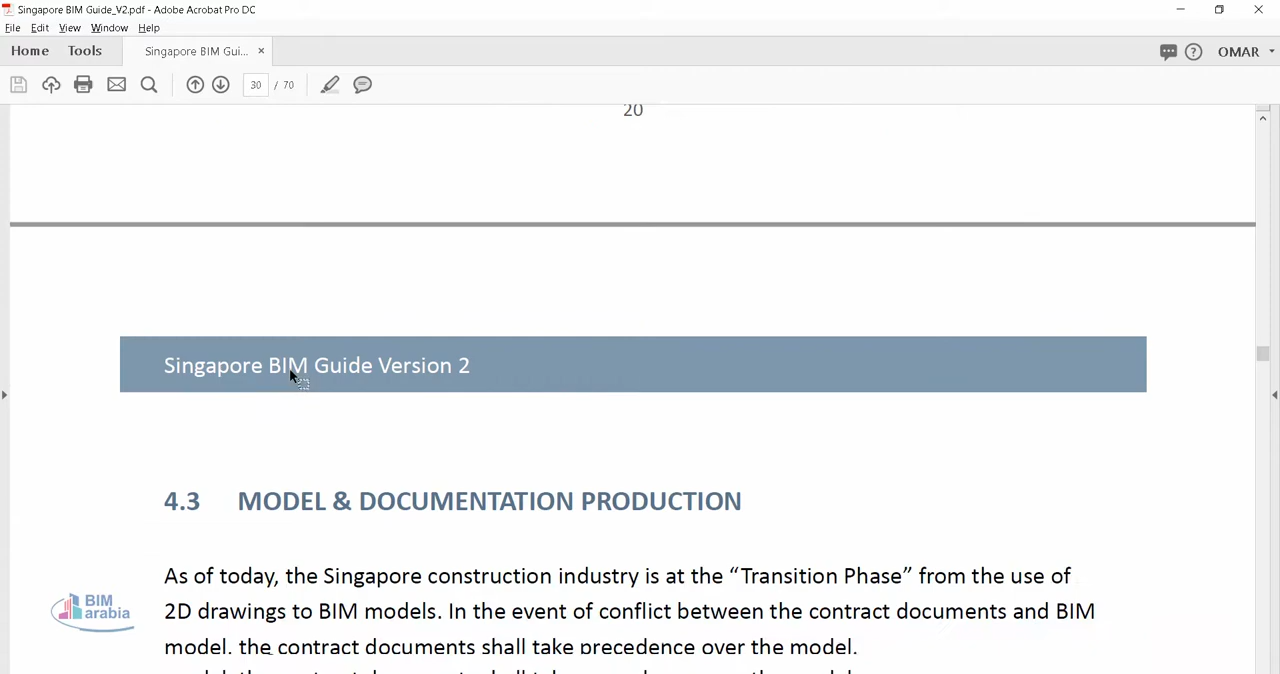 Singapore BIM Guide_V2.pdf - Adobe Acrobat Pro DC
File Edit View Window Help
Home Tools Singapore BIM Gui... ×
? OMAR
30 / 70
20
Singapore BIM Guide Version 2
4.3 MODEL & DOCUMENTATION PRODUCTION
As of today, the Singapore construction industry is at the “Transition Phase” from the use of
2D drawings to BIM models. In the event of conflict between the contract documents and BIM
model, the contract documents shall take precedence over the model.
BIM
arabia